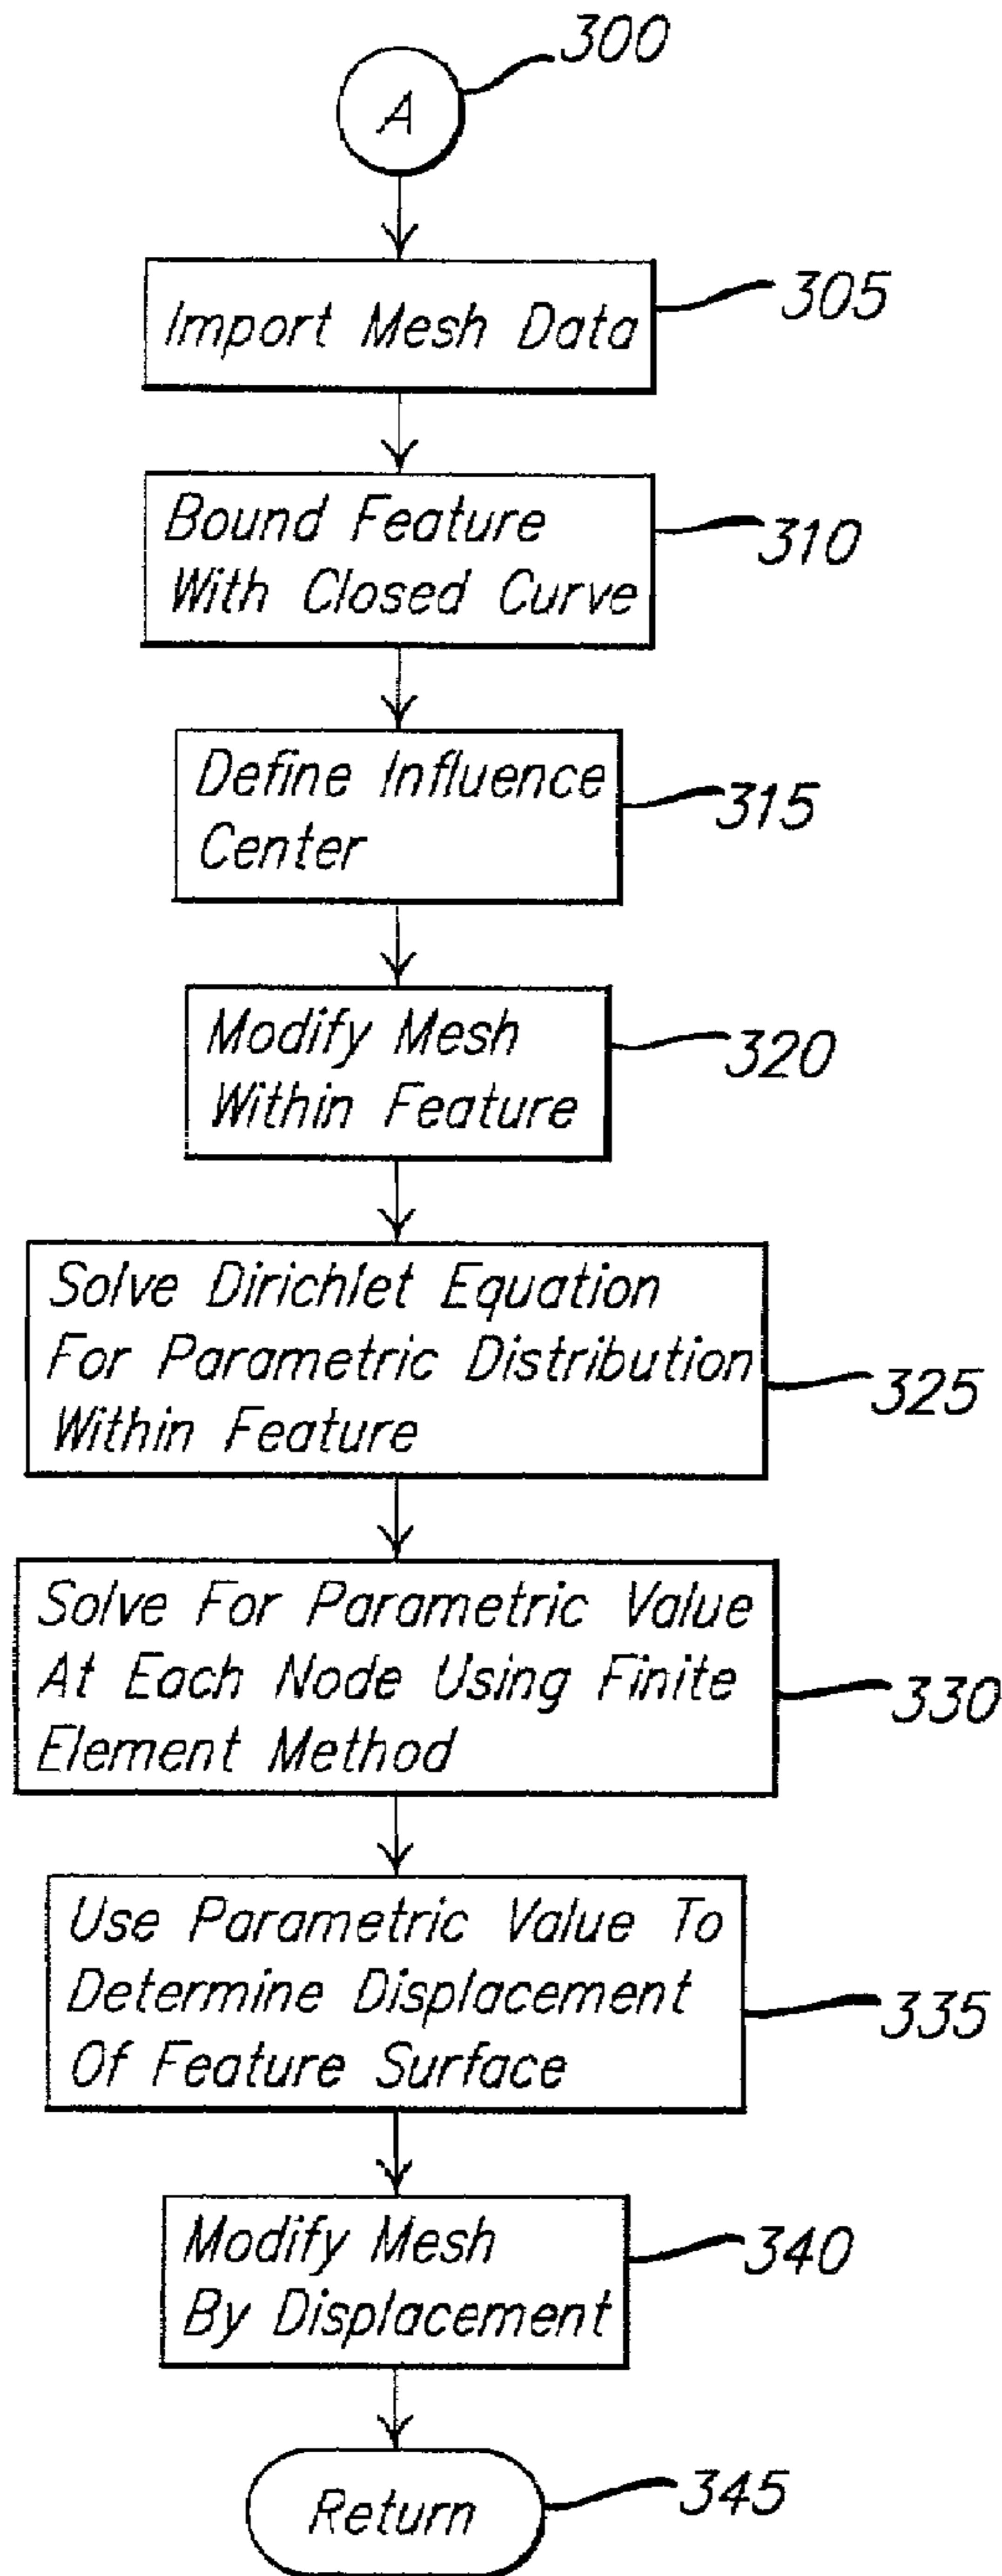 300
A
Import Mesh Data
305
Bound Feature
With Closed Curve
310
Define Influence
Center
315
Modify Mesh
Within Feature
320
Solve Dirichlet Equation
For Parametric Distribution
Within Feature
325
Solve For Parametric Value
At Each Node Using Finite
Element Method
330
Use Parametric Value To
Determine Displacement
Of Feature Surface
335
Modify Mesh
By Displacement
340
Return
345